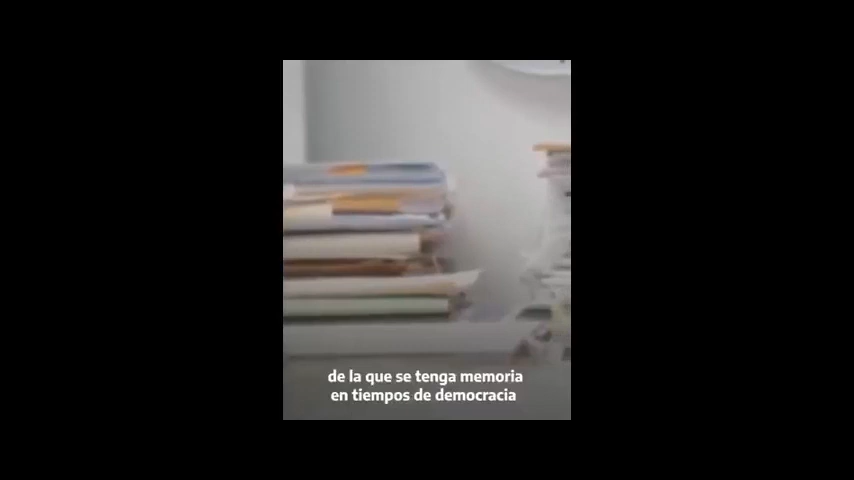 de la que se tenga memoria
en tiempos de democracia